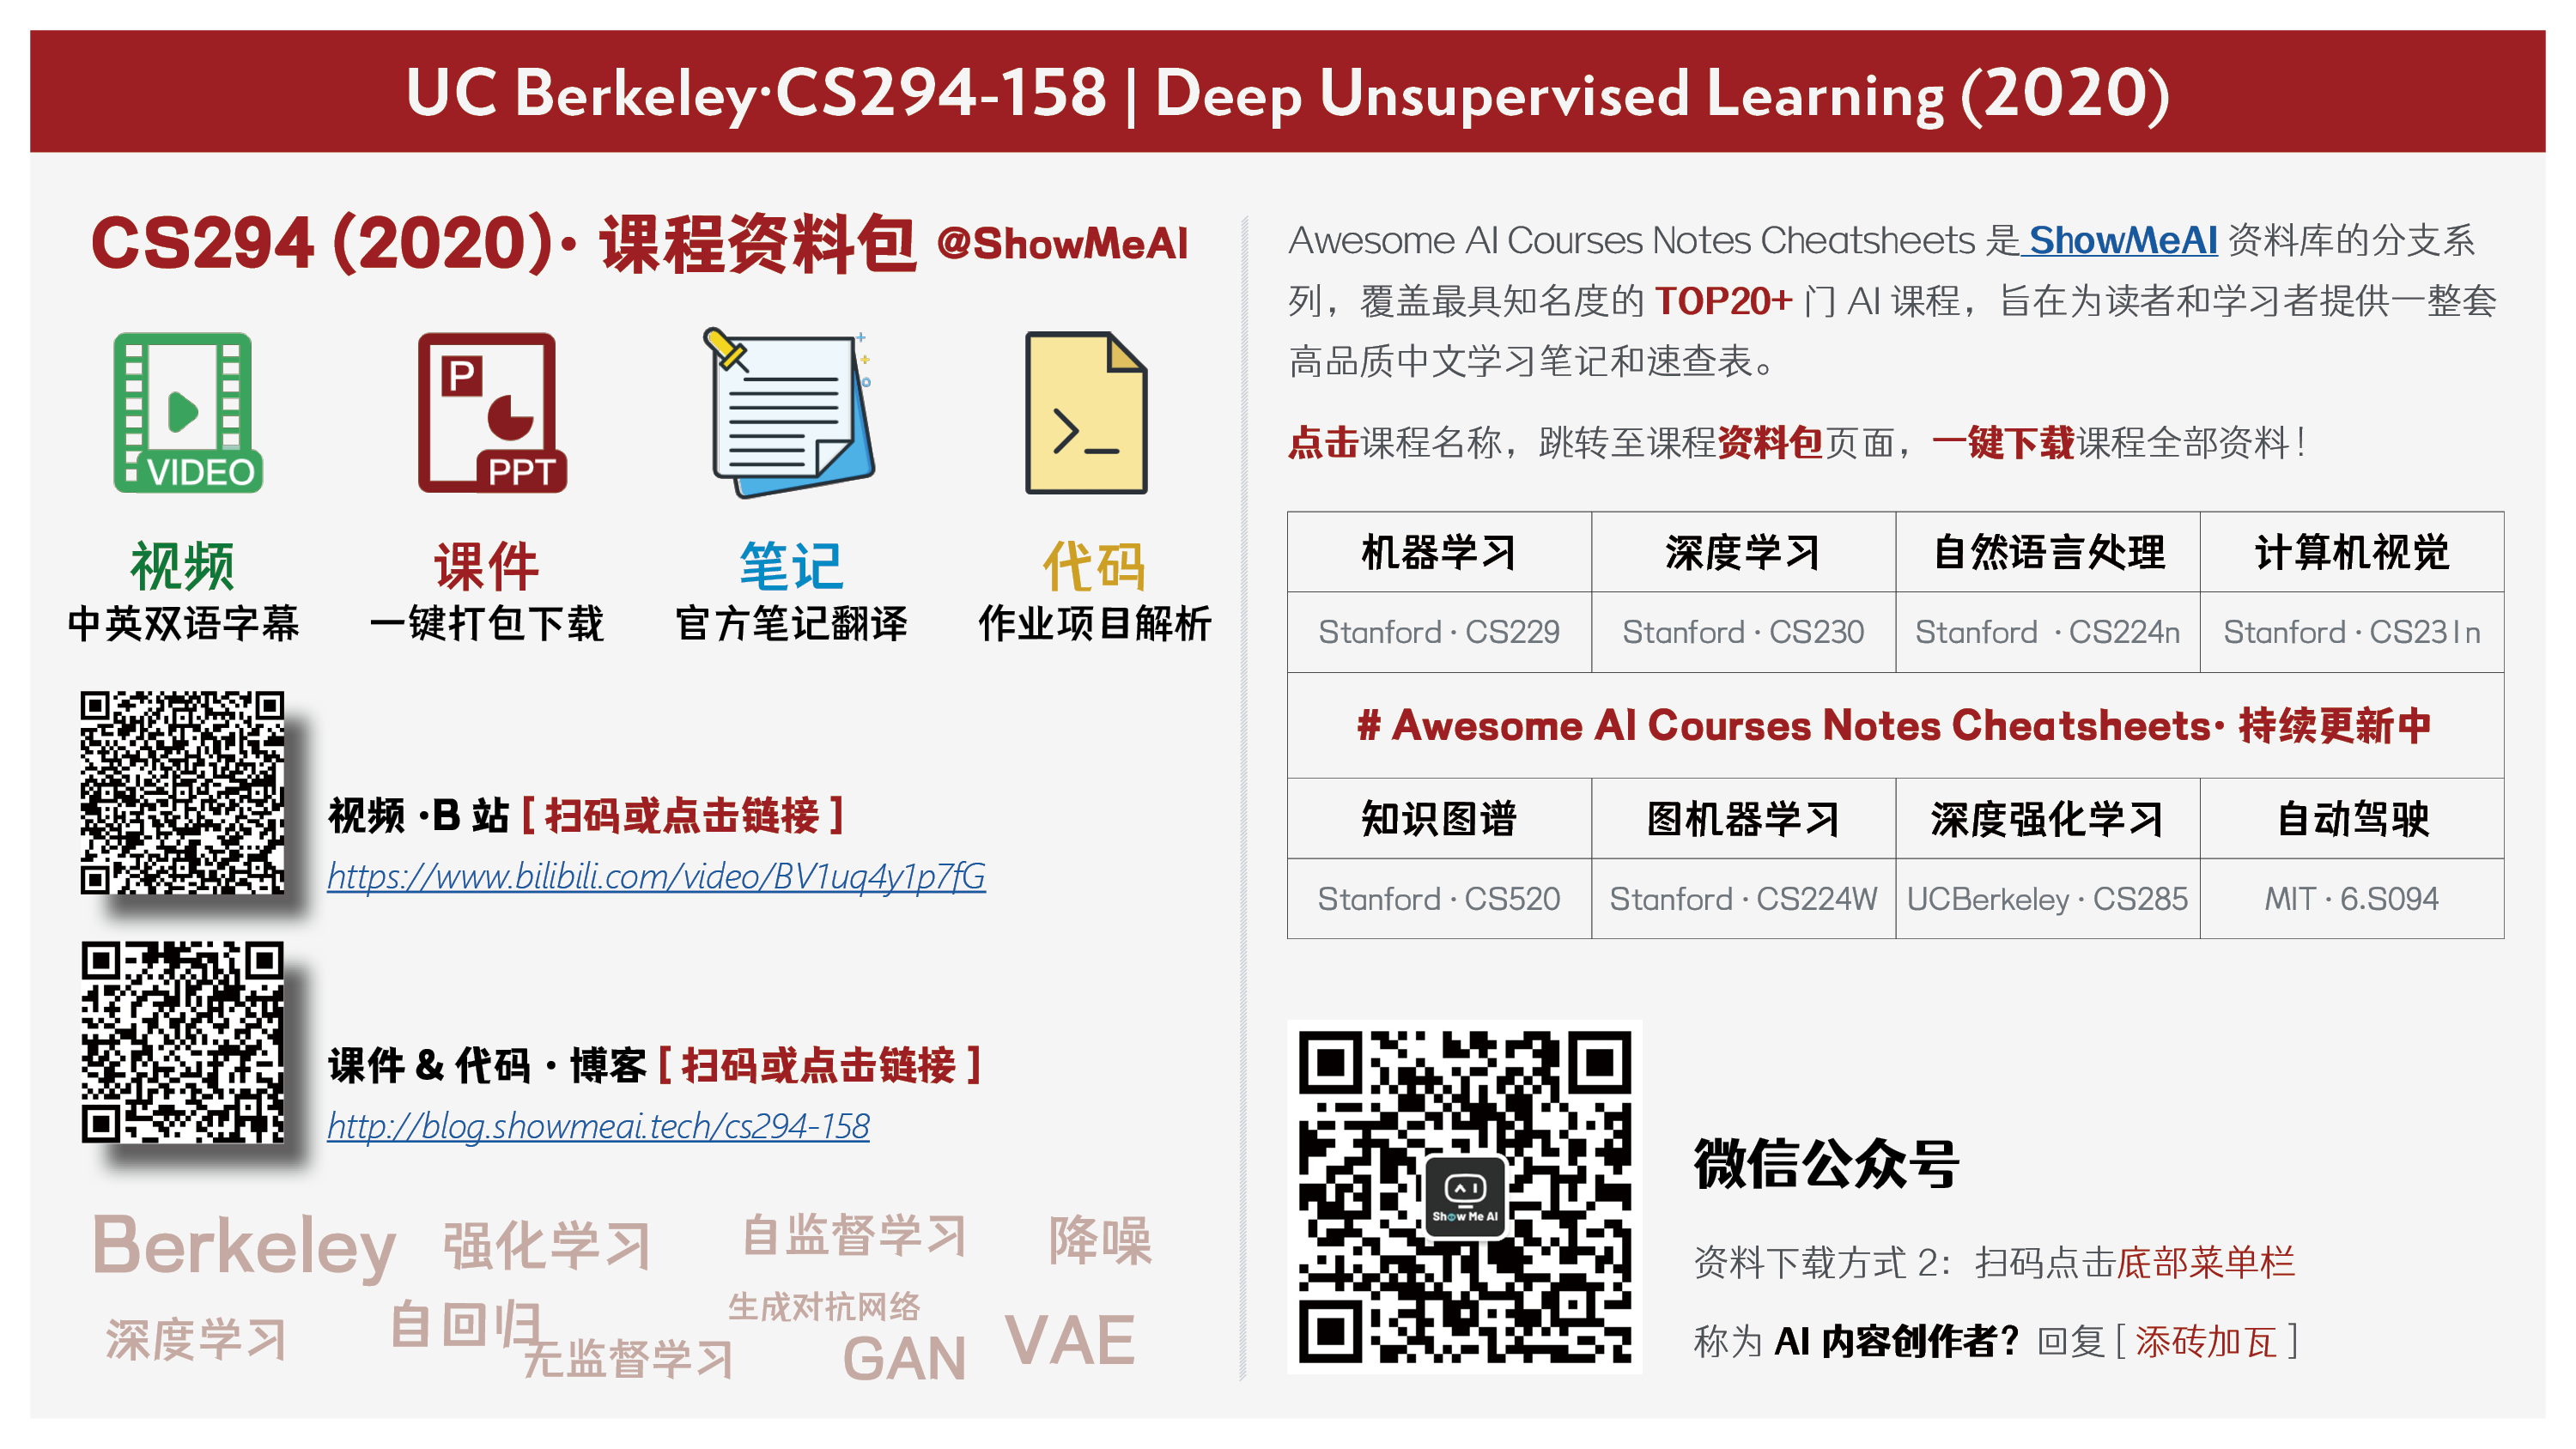 UC Berkeley·CS294-158 | Deep Unsupervised Learning (2020)
CS294 (2020)· 课程资料包 @ShowMeAI
VIDEO
P
PPT
视频
课件
笔记
代码
中英双语字幕
一键打包下载
官方笔记翻译
作业项目解析
视频 ·B 站 [ 扫码或点击链接 ]
https://www.bilibili.com/video/BV1uq4y1p7fG
课件 & 代码 · 博客 [ 扫码或点击链接 ]
http://blog.showmeai.tech/cs294-158
Berkeley
强化学习
自监督学习
降噪
深度学习
自回归
无监督学习
生成对抗网络
GAN
VAE
Awesome AI Courses Notes Cheatsheets 是 ShowMeAI 资料库的分支系
列，覆盖最具知名度的 TOP20+ 门 AI 课程，旨在为读者和学习者提供一整套
高品质中文学习笔记和速查表。
点击课程名称，跳转至课程资料包页面，一键下载课程全部资料！
机器学习
深度学习
自然语言处理
计算机视觉
Stanford · CS229
Stanford · CS230
Stanford · CS224n
Stanford · CS231n
# Awesome AI Courses Notes Cheatsheets· 持续更新中
知识图谱
图机器学习
深度强化学习
自动驾驶
Stanford · CS520
Stanford · CS224W
UCBerkeley · CS285
MIT · 6.S094
Show Me AI
微信公众号
资料下载方式 2：扫码点击底部菜单栏
称为 AI 内容创作者？回复 [ 添砖加瓦 ]